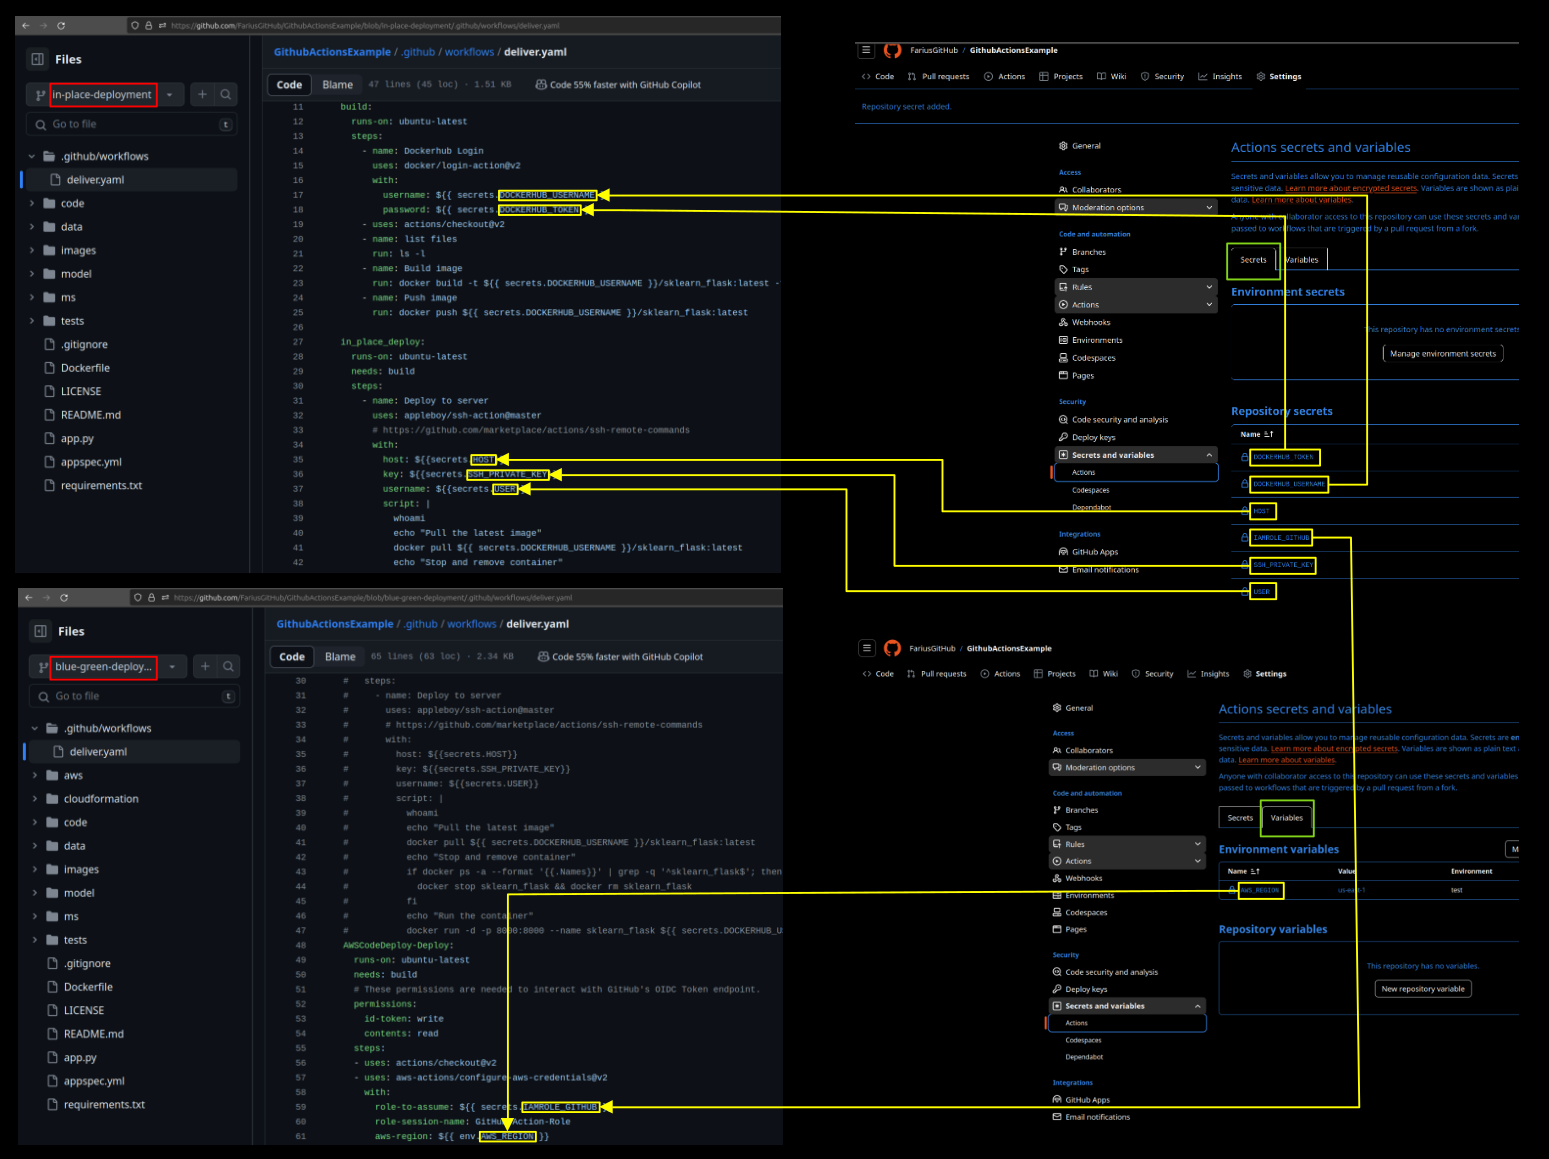 https://github.com/FariusGitHub/GithubActionsExample/blob/in-place-deployment/.github/workflows/deliver.yaml
Files
in-place-deployment
Go to file
t
.github/workflows
deliver.yaml
code
data
images
model
ms
tests
.gitignore
Dockerfile
LICENSE
README.md
app.py
appspec.yml
requirements.txt
GithubActionsExample / .github / workflows / deliver.yaml
Code Blame 47 lines (45 loc) · 1.51 KB Code 55% faster with GitHub Copilot
11 build:
12 runs-on: ubuntu-latest
13 steps:
14 - name: Dockerhub Login
15 uses: docker/login-action@v2
16 with:
17 username: ${{ secrets.DOCKERHUB_USERNAME
18 password: ${{ secrets.DOCKERHUB_TOKEN
19 - uses: actions/checkout@v2
20 - name: list files
21 run: ls -l
22 - name: Build image
23 run: docker build -t ${{ secrets.DOCKERHUB_USERNAME }}/sklearn_flask:latest -
24 - name: Push image
25 run: docker push ${{ secrets.DOCKERHUB_USERNAME }}/sklearn_flask:latest
26
27 in_place_deploy:
28 runs-on: ubuntu-latest
29 needs: build
30 steps:
31 - name: Deploy to server
32 uses: appleboy/ssh-action@master
33 # https://github.com/marketplace/actions/ssh-remote-commands
34 with:
35 host: ${{secrets.HOST
36 key: ${{secrets.SSH_PRIVATE_KEY
37 username: ${{secrets.USER
38 script: |
39 whoami
40 echo "Pull the latest image"
41 docker pull ${{ secrets.DOCKERHUB_USERNAME }}/sklearn_flask:latest
42 echo "Stop and remove container"
FariusGitHub / GithubActionsExample
Code Pull requests Actions Projects Wiki Security Insights Settings
Repository secret added.
General
Access
Collaborators
Moderation options
Code and automation
Branches
Tags
Rules
Actions
Webhooks
Environments
Codespaces
Pages
Security
Code security and analysis
Deploy keys
Secrets and variables
Actions
Codespaces
Dependabot
Integrations
GitHub Apps
Email notifications
Actions secrets and variables
Secrets and variables allow you to manage reusable configuration data. Secrets
sensitive data. Learn more about encrypted secrets. Variables are shown as plai
data. Learn more about variables.
Anyone with collaborator access to this repository can use these secrets and va
passed to workflows that are triggered by a pull request from a fork.
Secrets Variables
Environment secrets
This repository has no environment secrets
Manage environment secrets
Repository secrets
Name
DOCKERHUB_TOKEN
DOCKERHUB_USERNAME
HOST
IAMROLE_GITHUB
SSH_PRIVATE_KEY
USER
https://github.com/FariusGitHub/GithubActionsExample/blob/blue-green-deployment/.github/workflows/deliver.yaml
Files
blue-green-deploy...
Go to file
t
.github/workflows
deliver.yaml
aws
cloudformation
code
data
images
model
ms
tests
.gitignore
Dockerfile
LICENSE
README.md
app.py
appspec.yml
requirements.txt
GithubActionsExample / .github / workflows / deliver.yaml
Code Blame 65 lines (63 loc) · 2.34 KB Code 55% faster with GitHub Copilot
30 # steps:
31 # - name: Deploy to server
32 # uses: appleboy/ssh-action@master
33 # # https://github.com/marketplace/actions/ssh-remote-commands
34 # with:
35 # host: ${{secrets.HOST}}
36 # key: ${{secrets.SSH_PRIVATE_KEY}}
37 # username: ${{secrets.USER}}
38 # script: |
39 # whoami
40 # echo "Pull the latest image"
41 # docker pull ${{ secrets.DOCKERHUB_USERNAME }}/sklearn_flask:latest
42 # echo "Stop and remove container"
43 # if docker ps -a --format '{{.Names}}' | grep -q '^sklearn_flask$'; then
44 # docker stop sklearn_flask && docker rm sklearn_flask
45 # fi
46 # echo "Run the container"
47 # docker run -d -p 8000:8000 --name sklearn_flask ${{ secrets.DOCKERHUB_U
48 AWSCodeDeploy-Deploy:
49 runs-on: ubuntu-latest
50 needs: build
51 # These permissions are needed to interact with GitHub's OIDC Token endpoint.
52 permissions:
53 id-token: write
54 contents: read
55 steps:
56 - uses: actions/checkout@v2
57 - uses: aws-actions/configure-aws-credentials@v2
58 with:
59 role-to-assume: ${{ secrets.IAMROLE_GITHUB
60 role-session-name: GitHub-Action-Role
61 aws-region: ${{ env.AWS_REGION }}
FariusGitHub / GithubActionsExample
Code Pull requests Actions Projects Wiki Security Insights Settings
General
Access
Collaborators
Moderation options
Code and automation
Branches
Tags
Rules
Actions
Webhooks
Environments
Codespaces
Pages
Security
Code security and analysis
Deploy keys
Secrets and variables
Actions
Codespaces
Dependabot
Integrations
GitHub Apps
Email notifications
Actions secrets and variables
Secrets and variables allow you to manage reusable configuration data. Secrets are en
sensitive data. Learn more about encrypted secrets. Variables are shown as plain text
data. Learn more about variables.
Anyone with collaborator access to this repository can use these secrets and variables
passed to workflows that are triggered by a pull request from a fork.
Secrets Variables
Environment variables
M
Name Value Environment
AWS_REGION us-east-1 test
Repository variables
This repository has no variables.
New repository variable